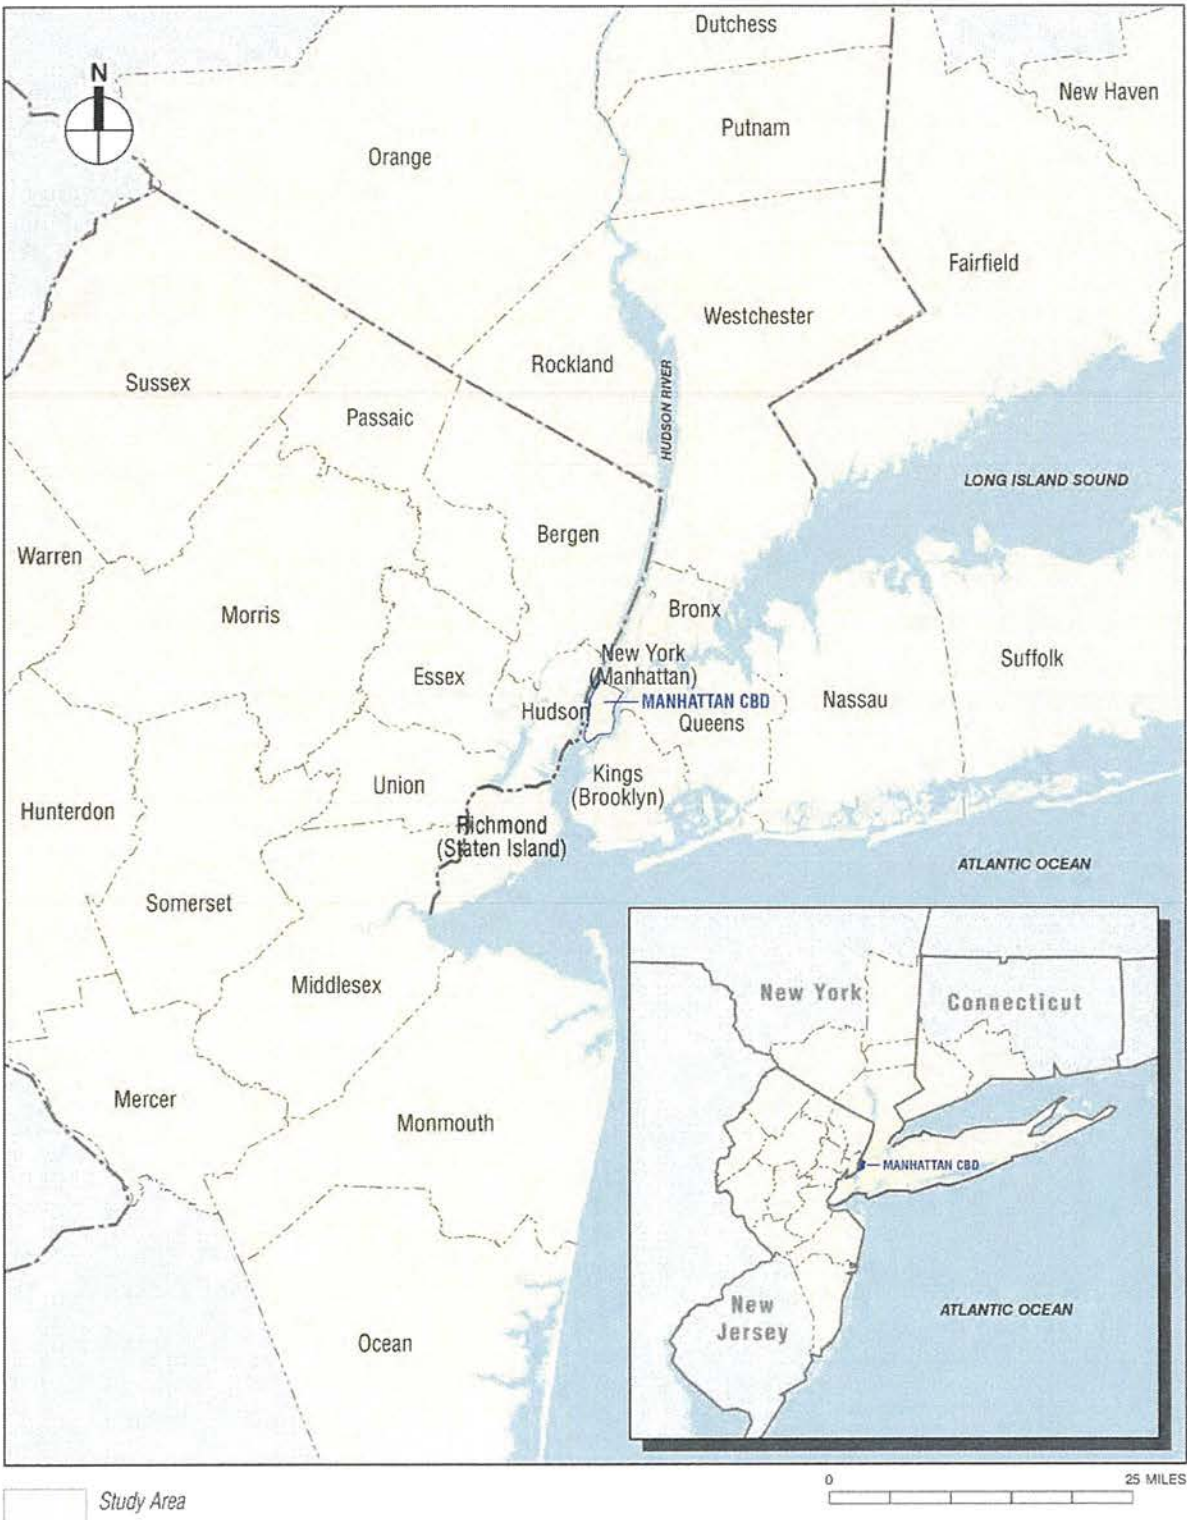 Dutchess
N
New Haven
Putnam
Orange
Fairfield
Westchester
Rockland
Sussex
HUDSON RIVER
Passaic
LONG ISLAND SOUND
Bergen
Warren
Bronx
Morris
New York
(Manhattan)
Suffolk
Essex
MANHATTAN CBD
Nassau
Hudson
Queens
Kings
(Brooklyn)
Union
Hunterdon
Richmond
(Staten Island)
ATLANTIC OCEAN
Somerset
Middlesex
New York
Connecticut
Mercer
Monmouth
MANHATTAN CBD
New
Jersey
ATLANTIC OCEAN
Ocean
0
25 MILES
Study Area